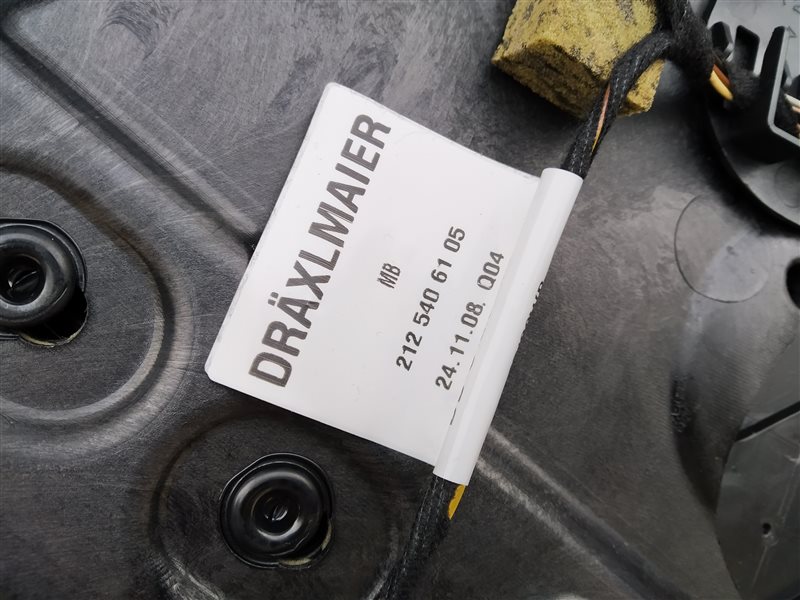 DRÄXLMAIER
MB
212 540 61 05
24.11.08. Q04